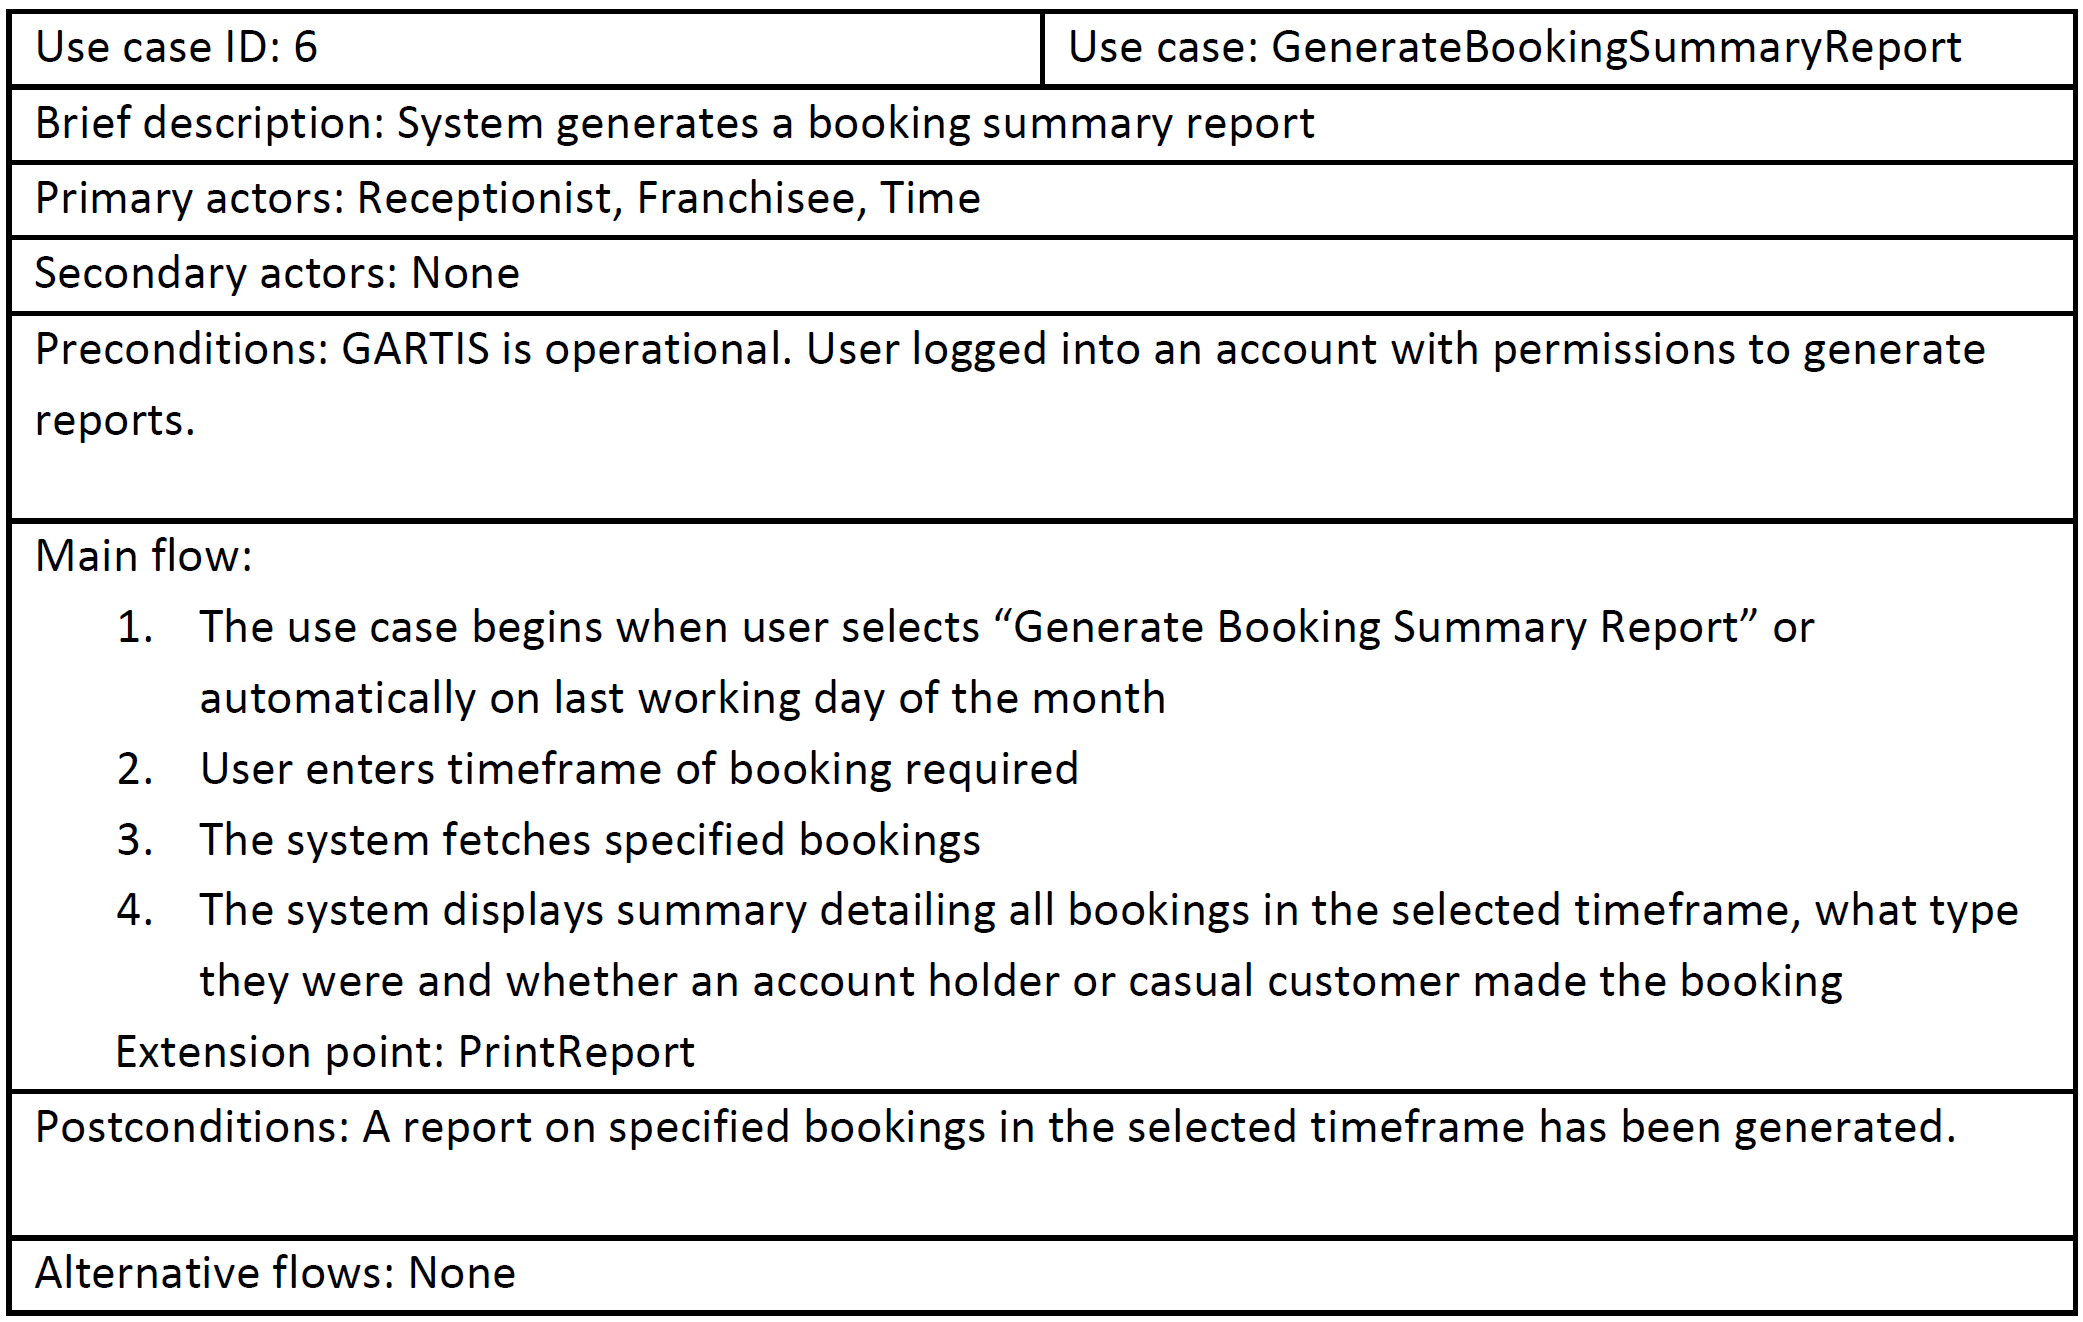 Use case ID: 6
Use case: GenerateBookingSummaryReport
Brief description: System generates a booking summary report
Primary actors: Receptionist, Franchisee, Time
Secondary actors: None
Preconditions: GARTIS is operational. User logged into an account with permissions to generate
reports.
Main flow:
1. The use case begins when user selects “Generate Booking Summary Report” or
automatically on last working day of the month
2. User enters timeframe of booking required
3. The system fetches specified bookings
4. The system displays summary detailing all bookings in the selected timeframe, what type
they were and whether an account holder or casual customer made the booking
Extension point: PrintReport
Postconditions: A report on specified bookings in the selected timeframe has been generated.
Alternative flows: None